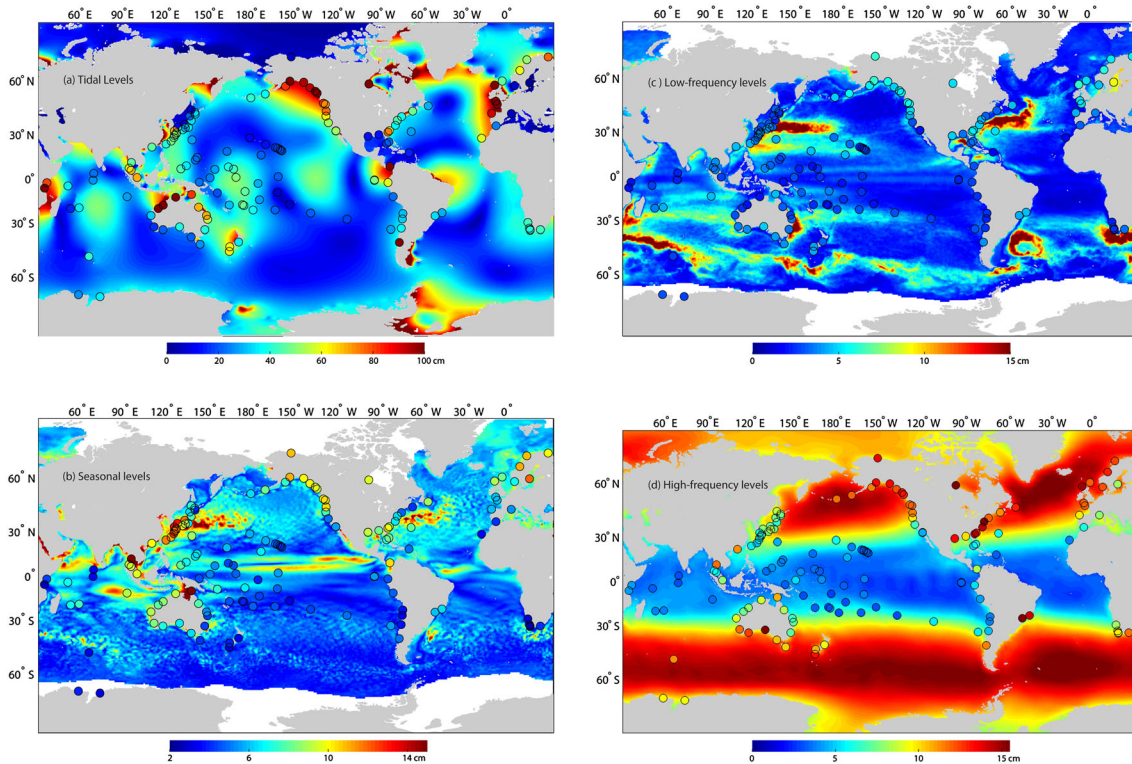 60° E 90° E 120° E 150° E 180° 150° W 120° W 90° W 60° W 30° W 0°
60° N
30° N
0°
30° S
60° S
(a) Tidal Levels
0 20 40 60 80 100 cm
60° E 90° E 120° E 150° E 180° 150° W 120° W 90° W 60° W 30° W 0°
60° N
30° N
0°
30° S
60° S
( c ) Low-frequency levels
0 5 10 15 cm
60° E 90° E 120° E 150° E 180° 150° W 120° W 90° W 60° W 30° W 0°
60° N
30° N
0°
30° S
60° S
(b) Seasonal levels
2 6 10 14 cm
60° E 90° E 120° E 150° E 180° 150° W 120° W 90° W 60° W 30° W 0°
60° N
30° N
0°
30° S
60° S
(d) High-frequency levels
0 5 10 15 cm